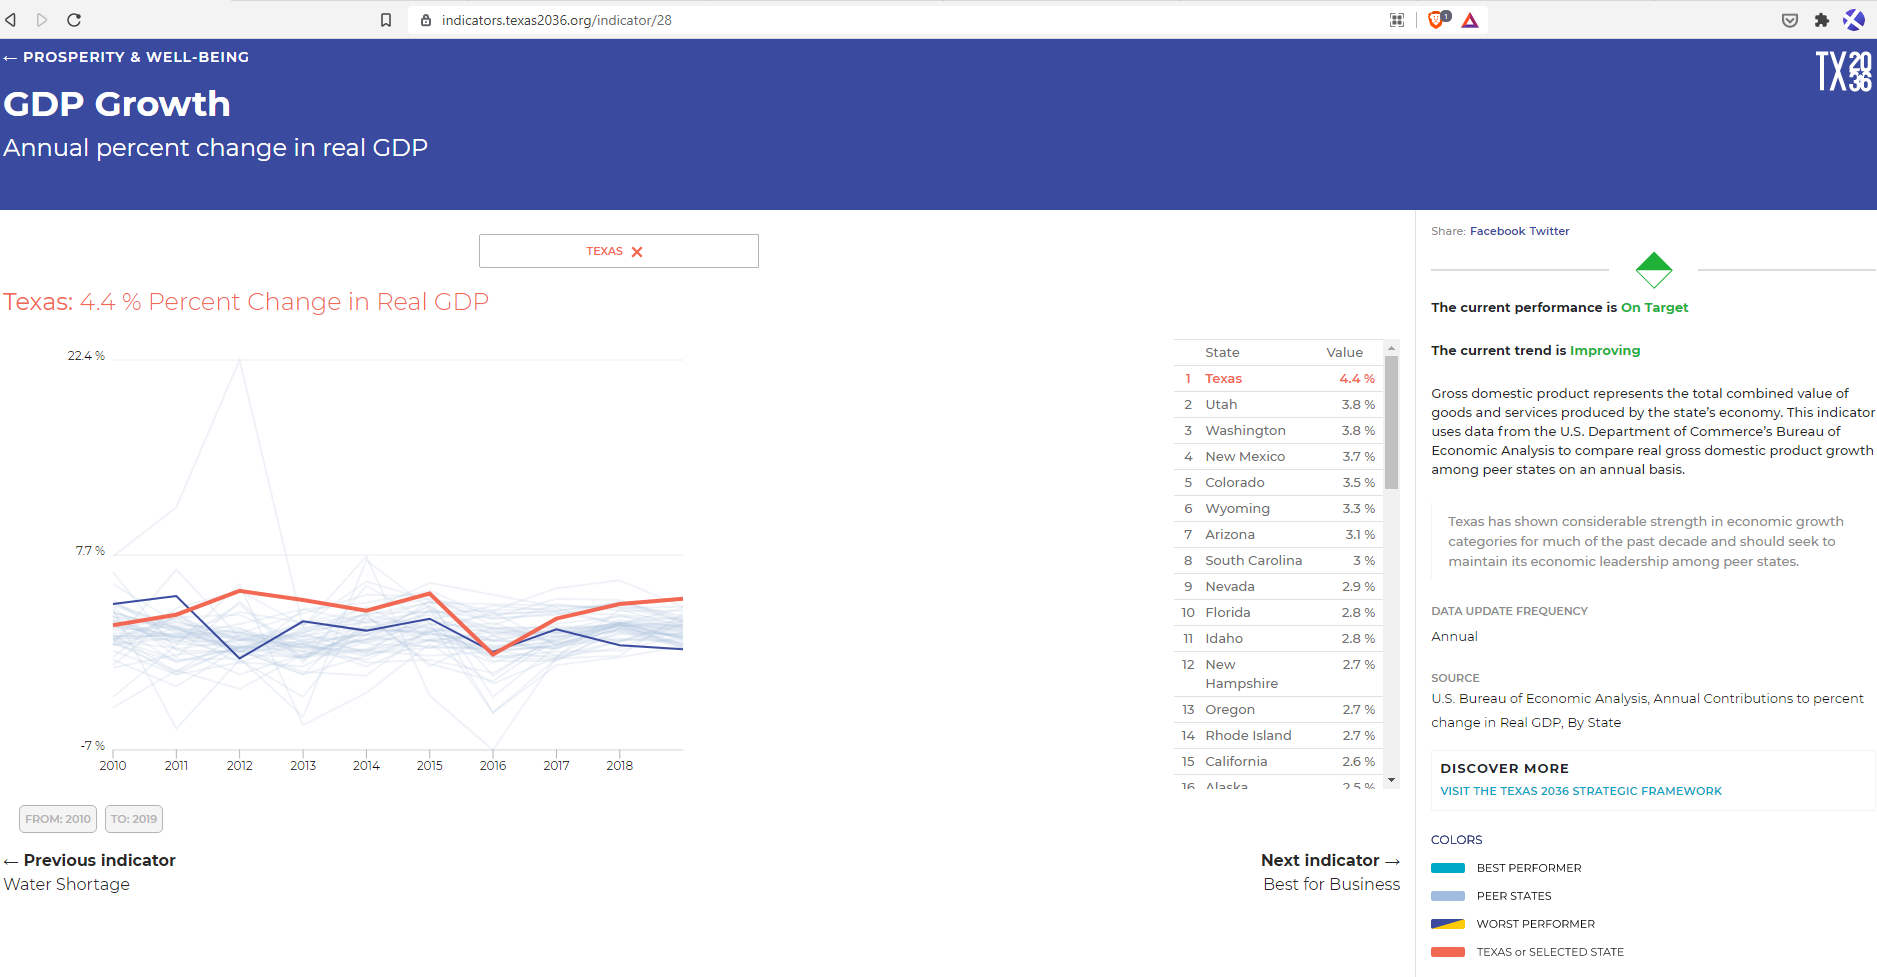 indicators.texas2036.org/indicator/28
1
← PROSPERITY & WELL-BEING
TX2036
GDP Growth
Annual percent change in real GDP
TEXAS ✕
Texas: 4.4 % Percent Change in Real GDP
22.4 %
7.7 %
-7 %
2010 2011 2012 2013 2014 2015 2016 2017 2018
State Value
1 Texas 4.4 %
2 Utah 3.8 %
3 Washington 3.8 %
4 New Mexico 3.7 %
5 Colorado 3.5 %
6 Wyoming 3.3 %
7 Arizona 3.1 %
8 South Carolina 3 %
9 Nevada 2.9 %
10 Florida 2.8 %
11 Idaho 2.8 %
12 New 2.7 %
Hampshire
13 Oregon 2.7 %
14 Rhode Island 2.7 %
15 California 2.6 %
16 Alaska 2.5 %
FROM: 2010 TO: 2019
← Previous indicator
Water Shortage
Next indicator →
Best for Business
Share: Facebook Twitter
The current performance is On Target
The current trend is Improving
Gross domestic product represents the total combined value of
goods and services produced by the state's economy. This indicator
uses data from the U.S. Department of Commerce's Bureau of
Economic Analysis to compare real gross domestic product growth
among peer states on an annual basis.
Texas has shown considerable strength in economic growth
categories for much of the past decade and should seek to
maintain its economic leadership among peer states.
DATA UPDATE FREQUENCY
Annual
SOURCE
U.S. Bureau of Economic Analysis, Annual Contributions to percent
change in Real GDP, By State
DISCOVER MORE
VISIT THE TEXAS 2036 STRATEGIC FRAMEWORK
COLORS
BEST PERFORMER
PEER STATES
WORST PERFORMER
TEXAS or SELECTED STATE